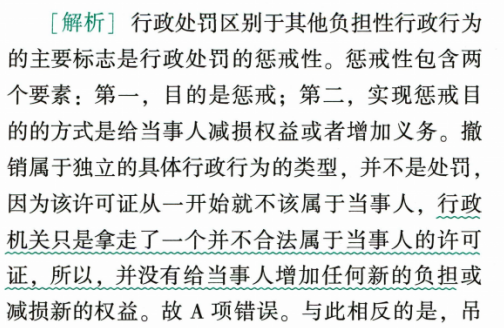 ［解析］ 行政处罚区别于其他负担性行政行为
的主要标志是行政处罚的惩戒性。惩戒性包含两
个要素：第一，目的是惩戒；第二，实现惩戒目
的的方式是给当事人减损权益或者增加义务。撤
销属于独立的具体行政行为的类型，并不是处罚，
因为该许可证从一开始就不该属于当事人，行政
机关只是拿走了一个并不合法属于当事人的许可
证，所以，并没有给当事人增加任何新的负担或
减损新的权益。故 A 项错误。与此相反的是，吊